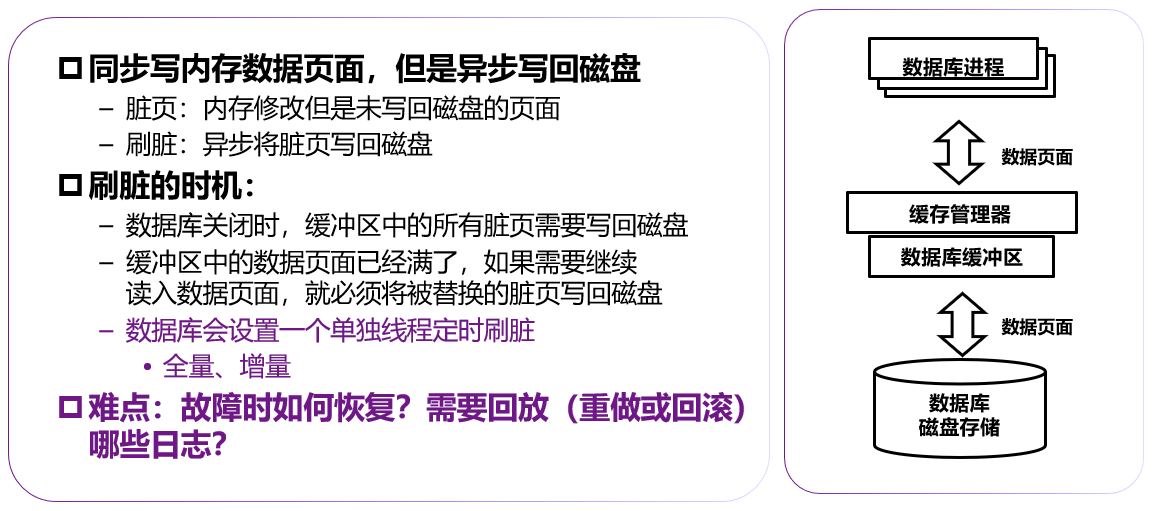 同步写内存数据页面，但是异步写回磁盘
– 脏页：内存修改但是未写回磁盘的页面
– 刷脏：异步将脏页写回磁盘
刷脏的时机：
– 数据库关闭时，缓冲区中的所有脏页需要写回磁盘
– 缓冲区中的数据页面已经满了，如果需要继续
读入数据页面，就必须将被替换的脏页写回磁盘
– 数据库会设置一个单独线程定时刷脏
• 全量、增量
难点：故障时如何恢复？需要回放（重做或回滚）
哪些日志？
数据库进程
数据页面
缓存管理器
数据库缓冲区
数据页面
数据库
磁盘存储